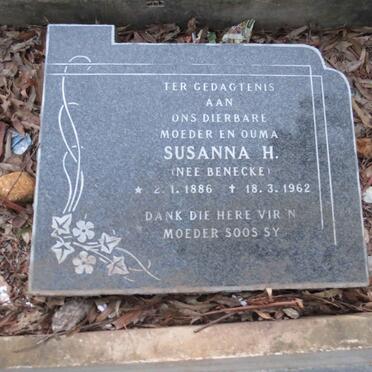 TER GEDAGTENIS
AAN
ONS DIERBARE
MOEDER EN OUMA
SUSANNA H.
(NEE BENECKE)
★ 2.1.1886 ✝ 18.3.1962
DANK DIE HERE VIR 'N
MOEDER SOOS SY